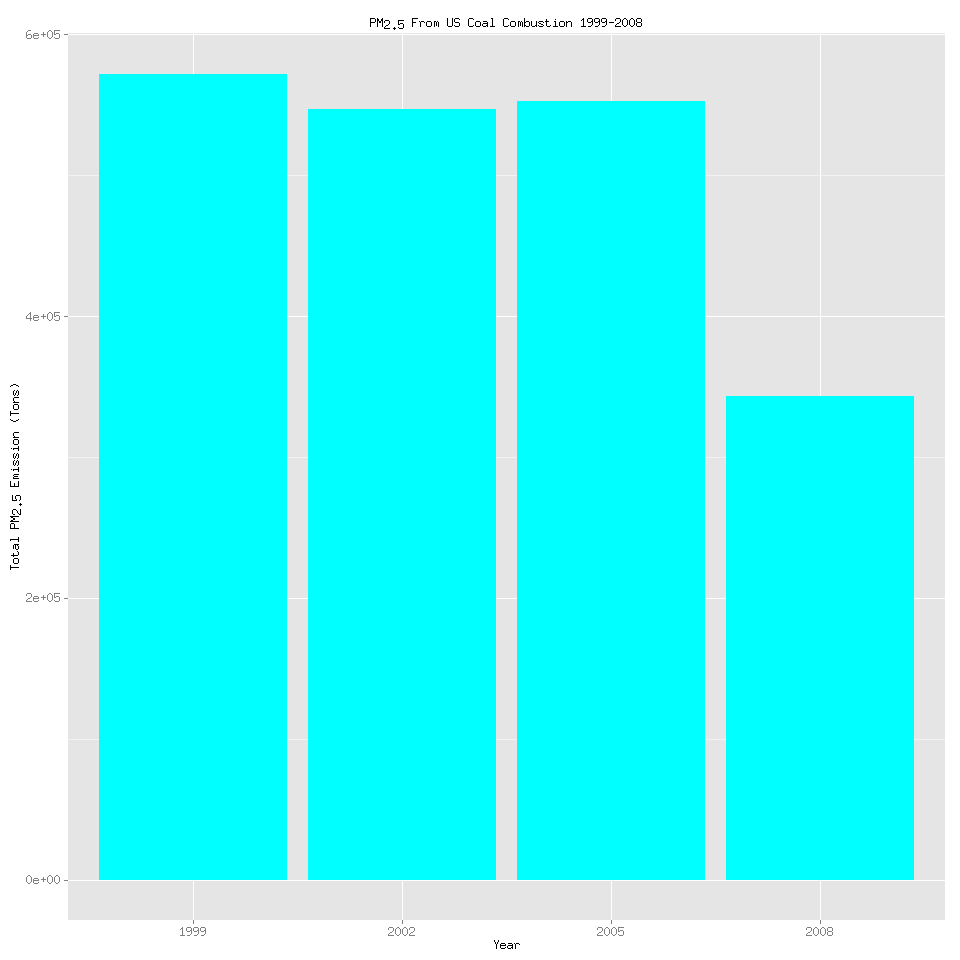 PM2.5 From US Coal Combustion 1999-2008
6e+05
4e+05
2e+05
0e+00
Total PM2.5 Emission (Tons)
1999 2002 2005 2008
Year